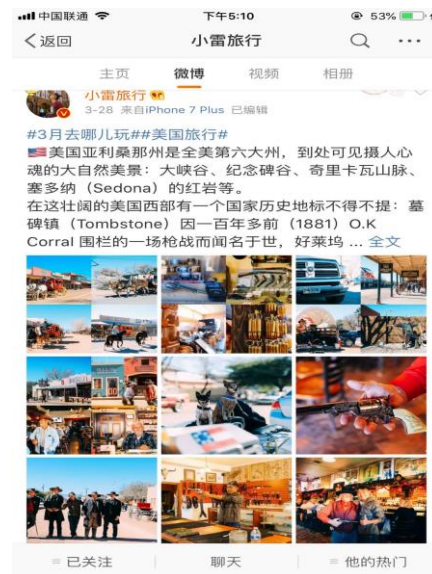 中国联通 下午5:10 53%
返回 小雷旅行
主页 微博 视频 相册
小雷旅行
3-28 来自iPhone 7 Plus 已编辑
#3月去哪儿玩##美国旅行#
🇺🇸美国亚利桑那州是全美第六大州，到处可见摄人心
魂的大自然美景：大峡谷、纪念碑谷、奇里卡瓦山脉、
塞多纳（Sedona）的红岩等。
在这壮阔的美国西部有一个国家历史地标不得不提：墓
碑镇（Tombstone）因一百年多前（1881）O.K
Corral 围栏的一场枪战而闻名于世，好莱坞 ... 全文
已关注 聊天 他的热门